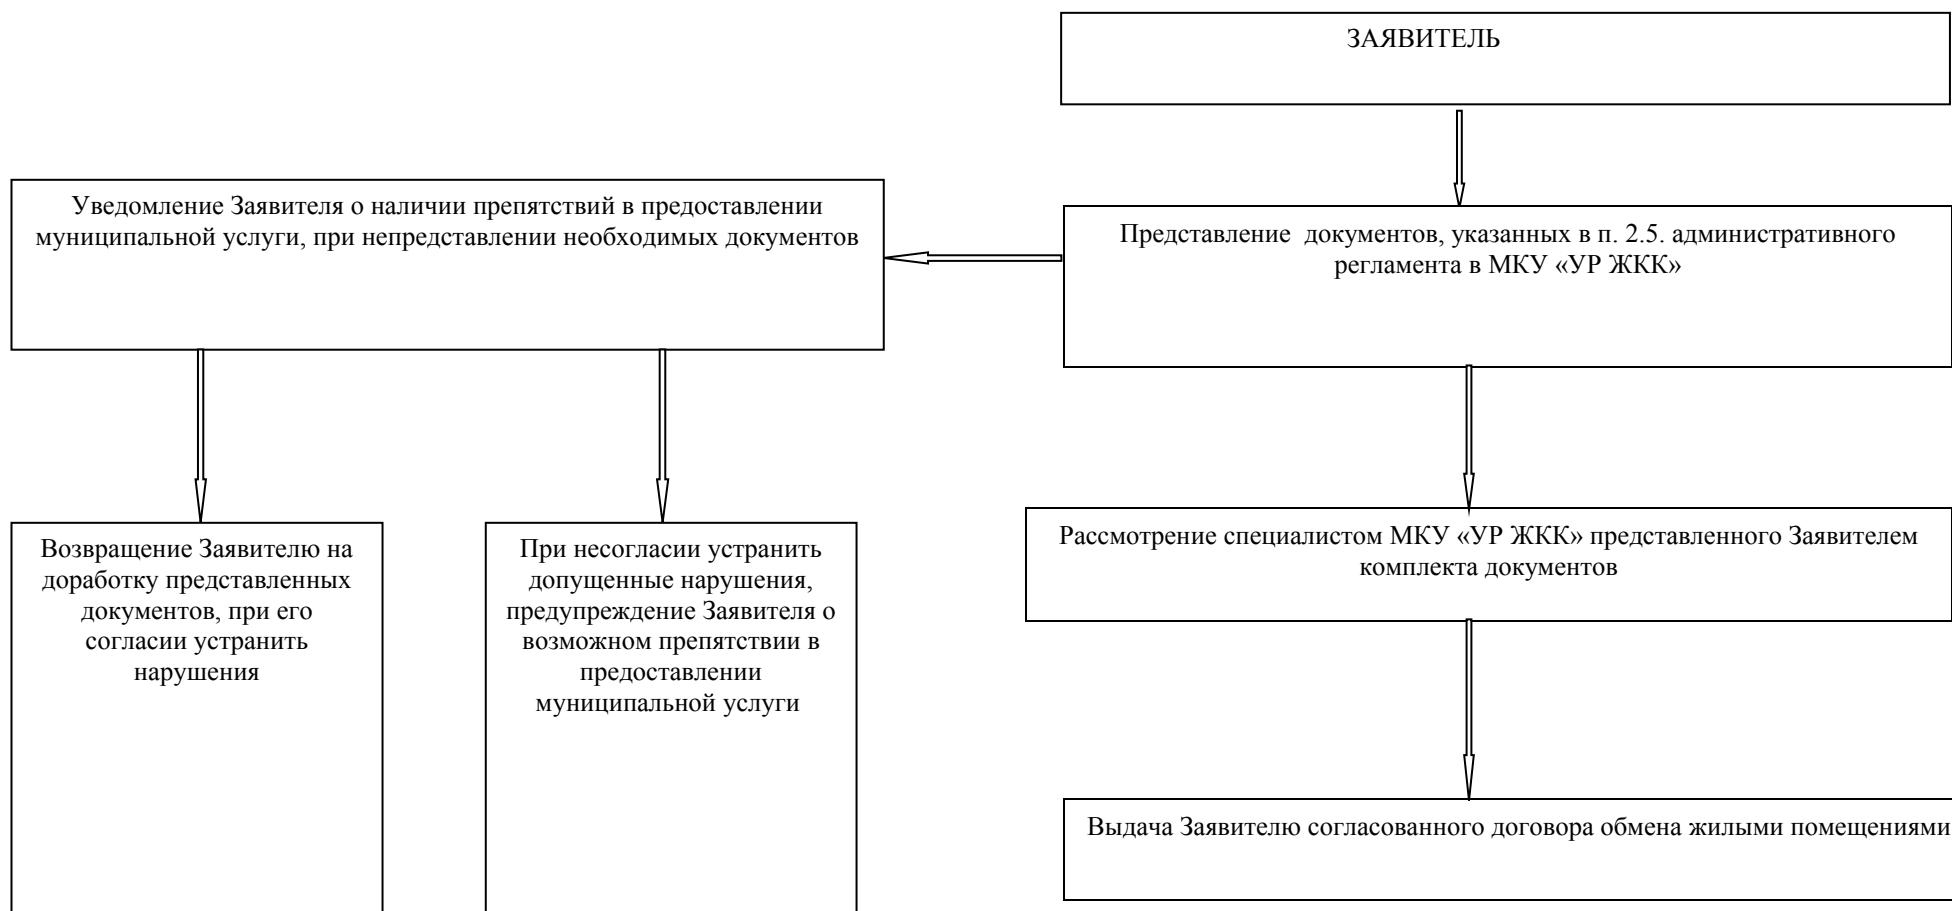 ЗАЯВИТЕЛЬ
Уведомление Заявителя о наличии препятствий в предоставлении
муниципальной услуги, при непредставлении необходимых документов
Представление  документов, указанных в п. 2.5. административного
регламента в МКУ «УР ЖКК»
Возвращение Заявителю на
доработку представленных
документов, при его
согласии устранить
нарушения
При несогласии устранить
допущенные нарушения,
предупреждение Заявителя о
возможном препятствии в
предоставлении
муниципальной услуги
Рассмотрение специалистом МКУ «УР ЖКК» представленного Заявителем
комплекта документов
Выдача Заявителю согласованного договора обмена жилыми помещениями